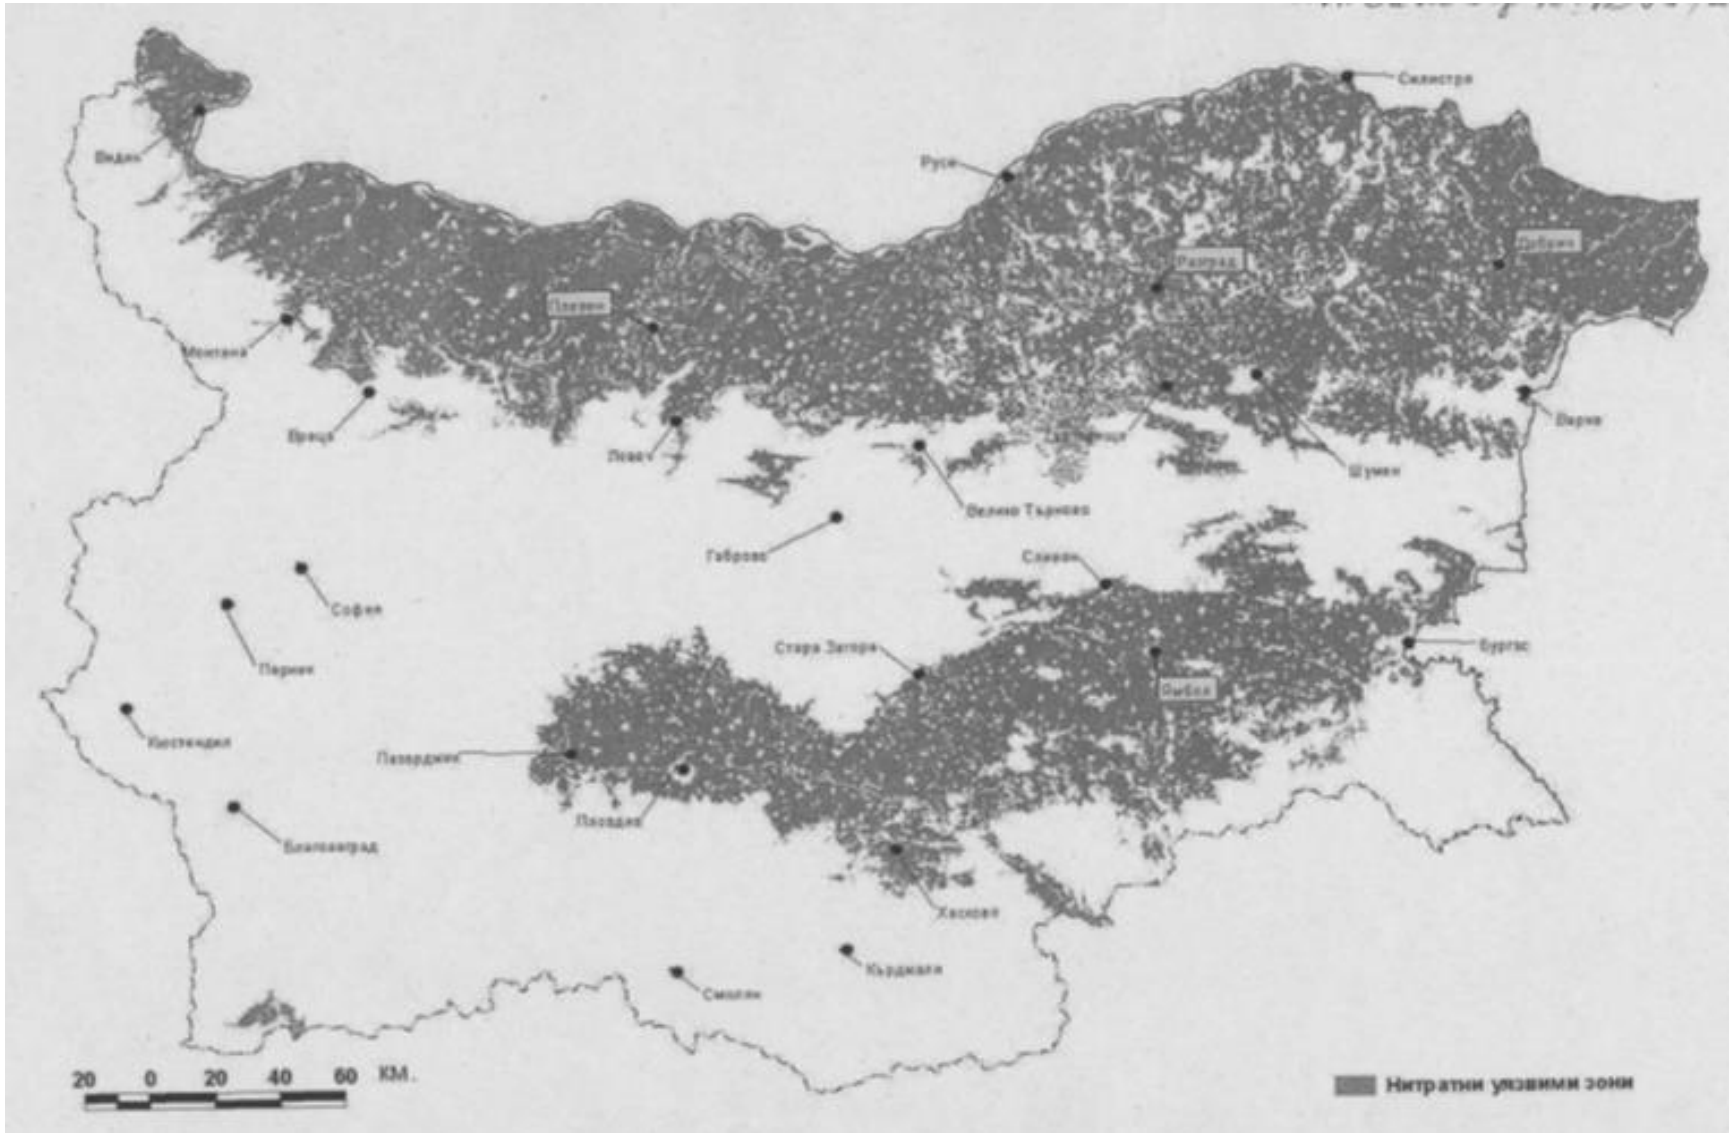 Силистра
Видин
Русе
Добрич
Разград
Плевен
Монтана
Враца
Ловеч
Варна
Шумен
Велико Търново
Габрово
Сливен
София
Перник
Стара Загора
Бургас
Ямбол
Кюстендил
Пазарджик
Пловдив
Благоевград
Хасково
Кърджали
Смолян
20 0 20 40 60 КМ.
Нитратни уязвими зони